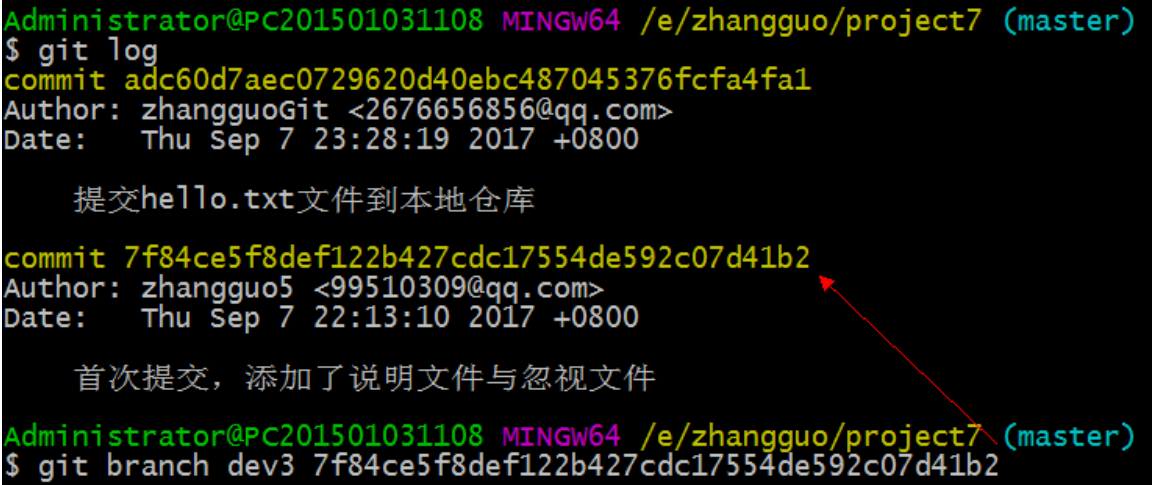 Administrator@PC201501031108 MINGW64 /e/zhangguo/project7 (master)
$ git log
commit adc60d7aec0729620d40ebc487045376fcfa4fa1
Author: zhangguoGit <2676656856@qq.com>
Date:   Thu Sep 7 23:28:19 2017 +0800
提交hello.txt文件到本地仓库
commit 7f84ce5f8def122b427cdc17554de592c07d41b2
Author: zhangguo5 <99510309@qq.com>
Date:   Thu Sep 7 22:13:10 2017 +0800
首次提交，添加了说明文件与忽视文件
Administrator@PC201501031108 MINGW64 /e/zhangguo/project7 (master)
$ git branch dev3 7f84ce5f8def122b427cdc17554de592c07d41b2